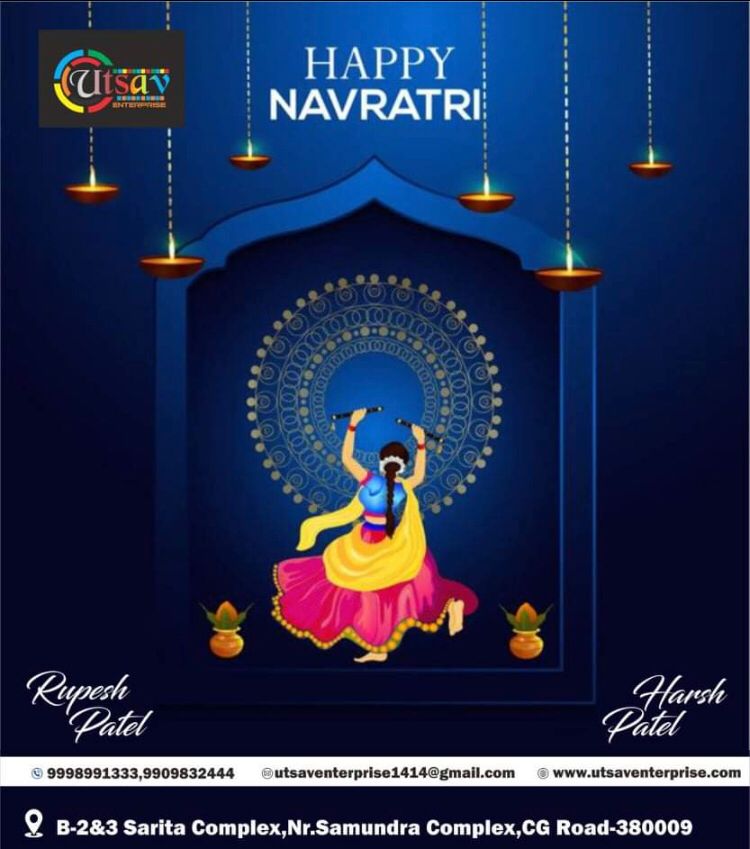 Utsav
ENTERPRISE
HAPPY
NAVRATRI
Rupesh
Patel
Harsh
Patel
9998991333,9909832444 @utsaventerprise1414@gmail.com www.utsaventerprise.com
B-2&3 Sarita Complex,Nr.Samundra Complex,CG Road-380009